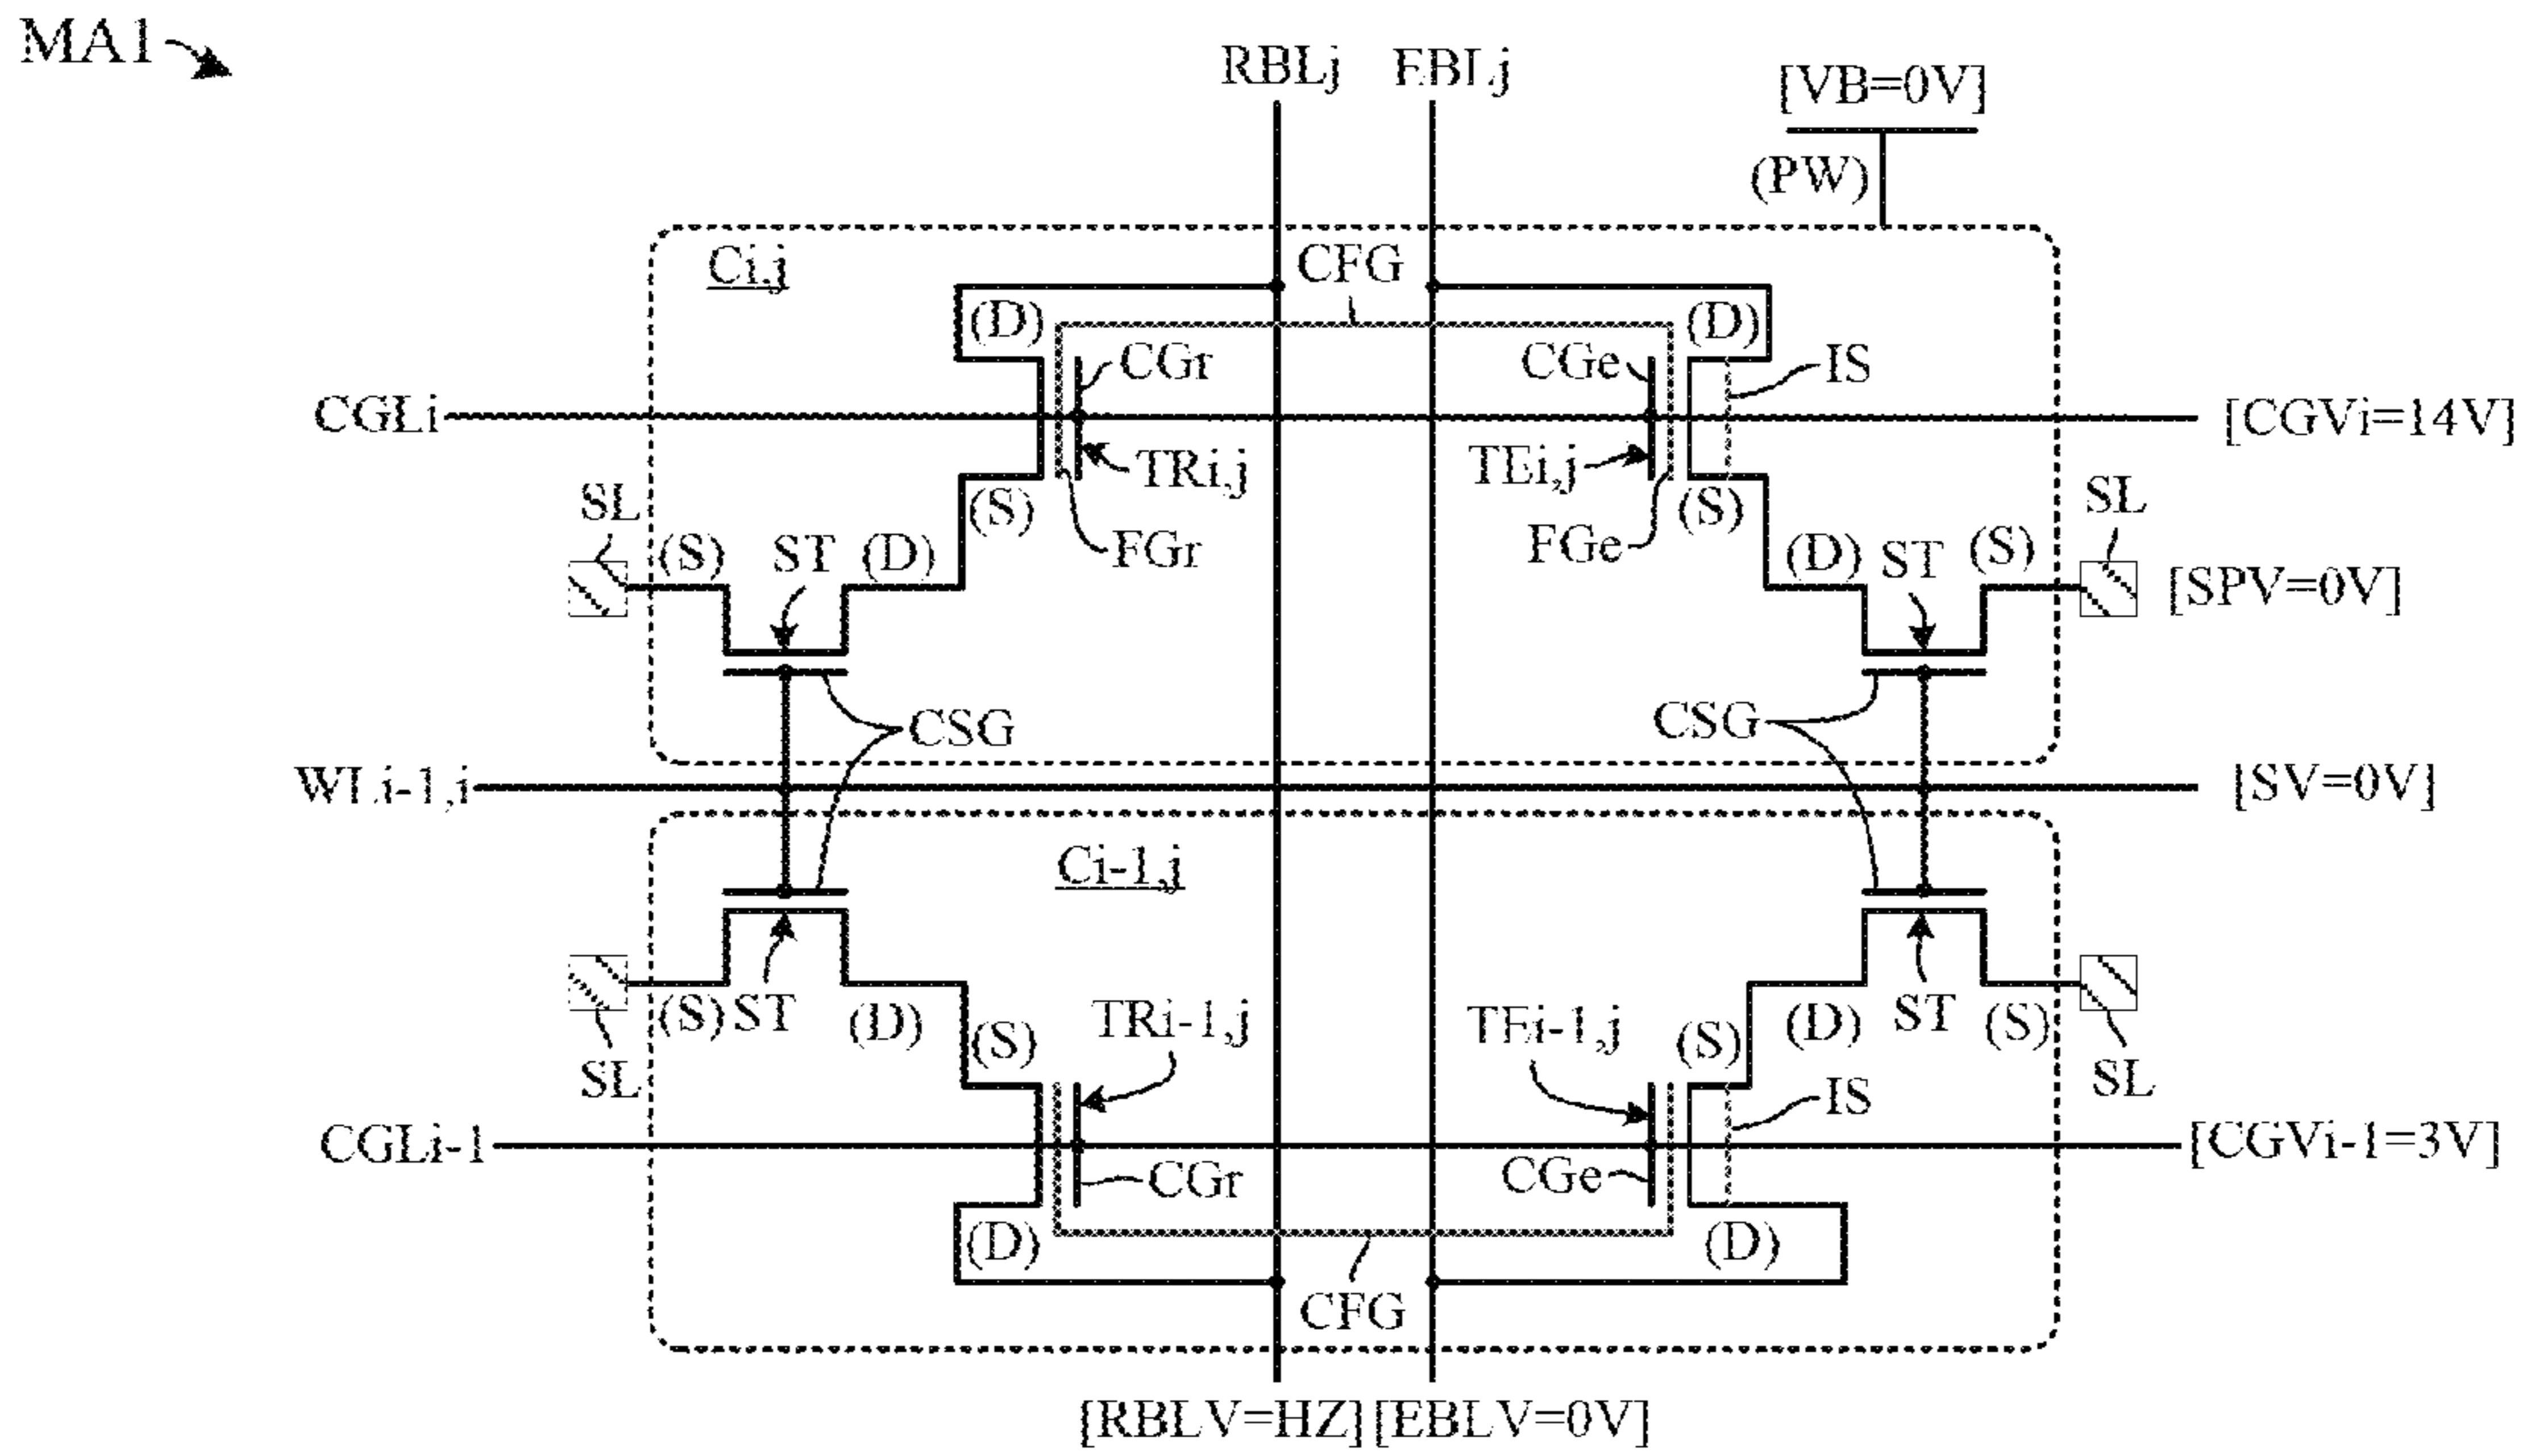 MA1
RBLj EBLj
[VB=0V]
(PW)
Ci,j
CFG
(D) (D)
CGr CGe IS
CGLi [CGVi=14V]
TRi,j TEi,j
SL (S) (S) SL
(S) ST (D) FGr FGe (D) ST (S)
[SPV=0V]
CSG CSG
WLi-1,i [SV=0V]
Ci-1,j
(S) ST (D) (S) TRi-1,j TEi-1,j (S) (D) ST (S)
SL IS SL
CGLi-1 [CGVi-1=3V]
CGr CGe
(D) (D)
CFG
[RBLV=HZ] [EBLV=0V]